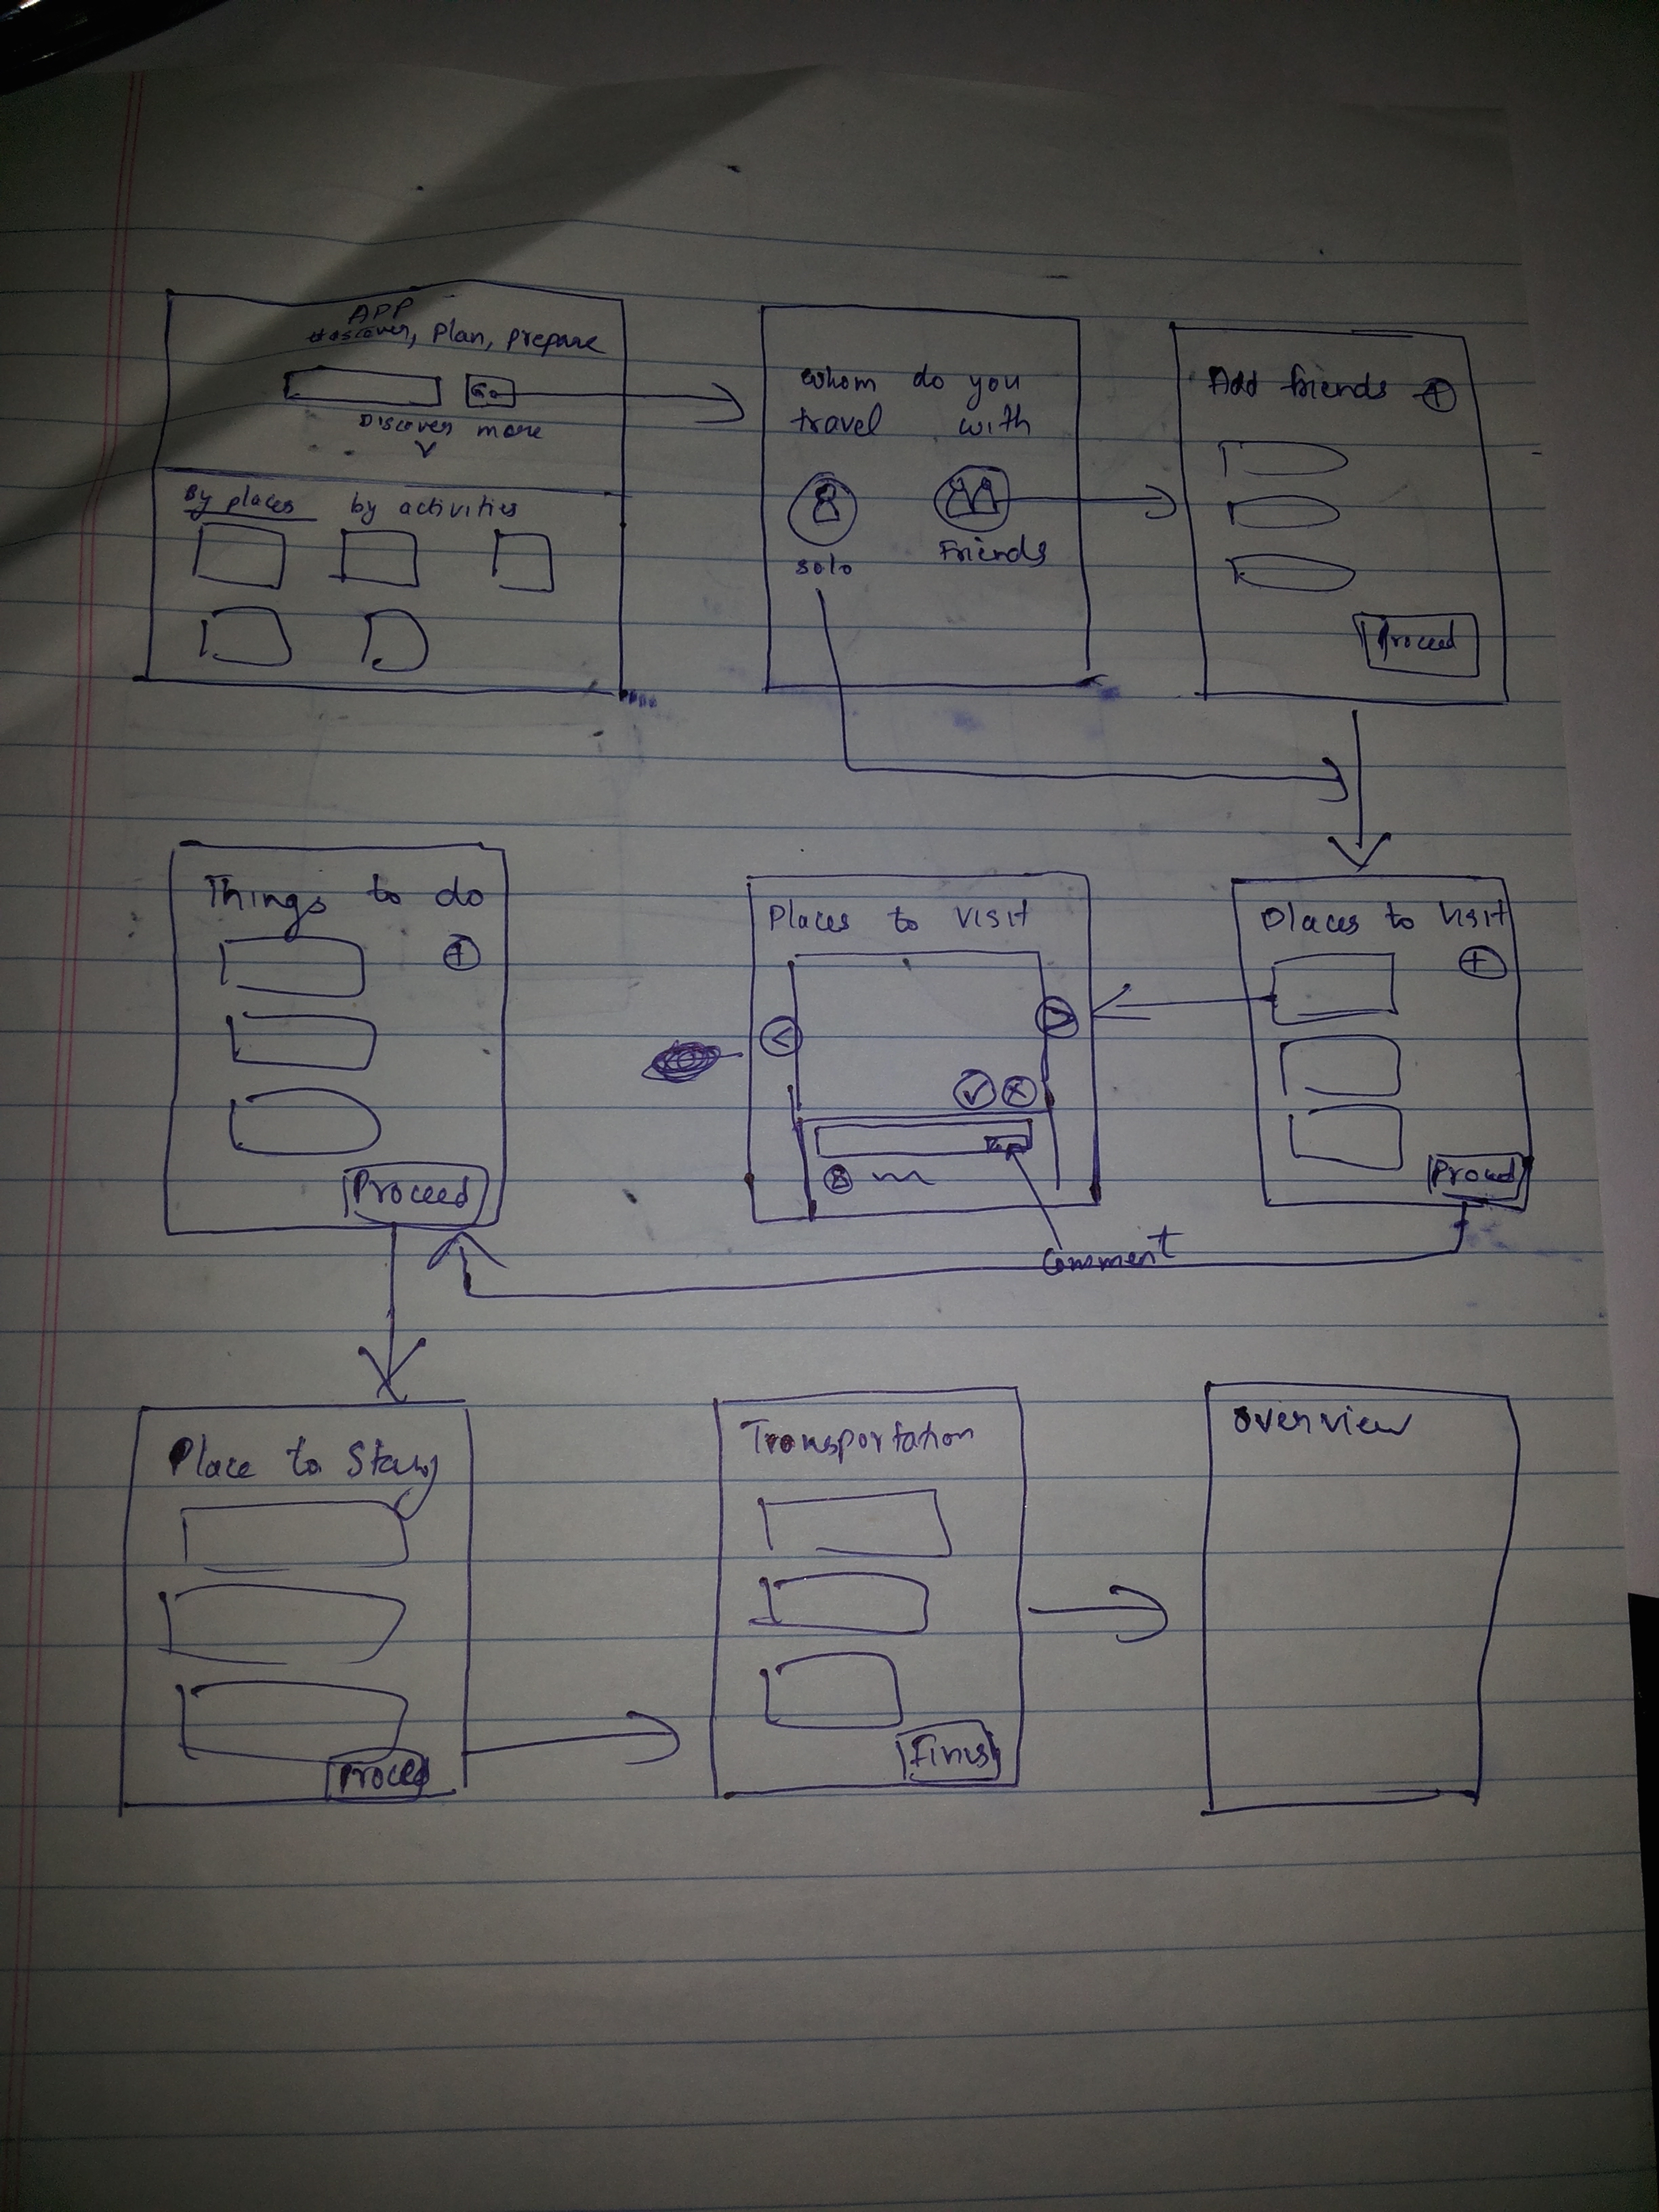 APP
Discover, Plan, Prepare
Go
Discover more
By places by activities
Whom do you
travel with
solo
Friends
Add friends
Proceed
Things to do
Proceed
Places to visit
comment
Places to visit
Proceed
Place to Stay
Proceed
Transportation
Finish
overview